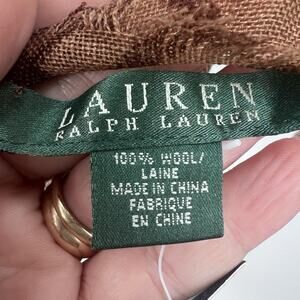 LAUREN
RALPH LAUREN
100% WOOL/
LAINE
MADE IN CHINA
FABRIQUE
EN CHINE